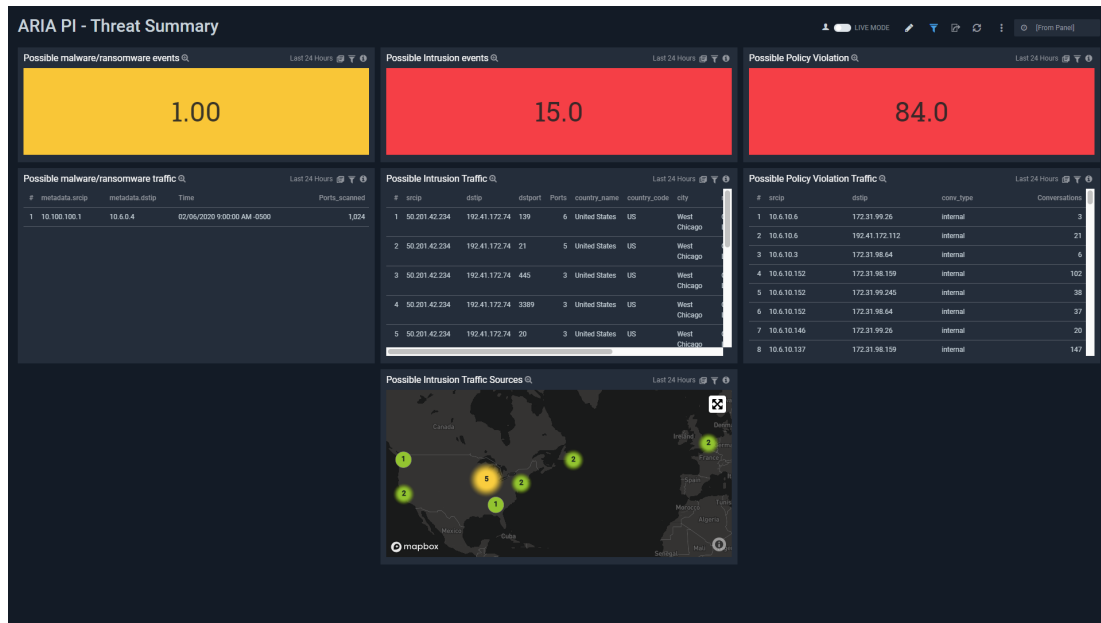 ARIA PI - Threat Summary
LIVE MODE
[From Panel]
Possible malware/ransomware events
Last 24 Hours
1.00
Possible Intrusion events
Last 24 Hours
15.0
Possible Policy Violation
Last 24 Hours
84.0
Possible malware/ransomware traffic
Last 24 Hours
# metadata.srcip metadata.dstip Time Ports_scanned
1 10.100.100.1 10.6.0.4 02/06/2020 9:00:00 AM -0500 1,024
Possible Intrusion Traffic
Last 24 Hours
# srcip dstip dstport Ports country_name country_code city
1 50.201.42.234 192.41.172.74 139 6 United States US West Chicago
2 50.201.42.234 192.41.172.74 21 5 United States US West Chicago
3 50.201.42.234 192.41.172.74 445 3 United States US West Chicago
4 50.201.42.234 192.41.172.74 3389 3 United States US West Chicago
5 50.201.42.234 192.41.172.74 20 3 United States US West Chicago
Possible Policy Violation Traffic
Last 24 Hours
# srcip dstip conv_type Conversations
1 10.6.10.6 172.31.99.26 internal 3
2 10.6.10.6 192.41.172.112 internal 21
3 10.6.10.3 172.31.98.64 internal 6
4 10.6.10.152 172.31.98.159 internal 102
5 10.6.10.152 172.31.99.245 internal 38
6 10.6.10.152 172.31.98.64 internal 37
7 10.6.10.146 172.31.99.26 internal 20
8 10.6.10.137 172.31.98.159 internal 147
Possible Intrusion Traffic Sources
Last 24 Hours
Canada
Ireland
2
France
1
5
2
2
Spain
2
1
Morocco
Algeria
Mexico
Cuba
Mali
Senegal
mapbox